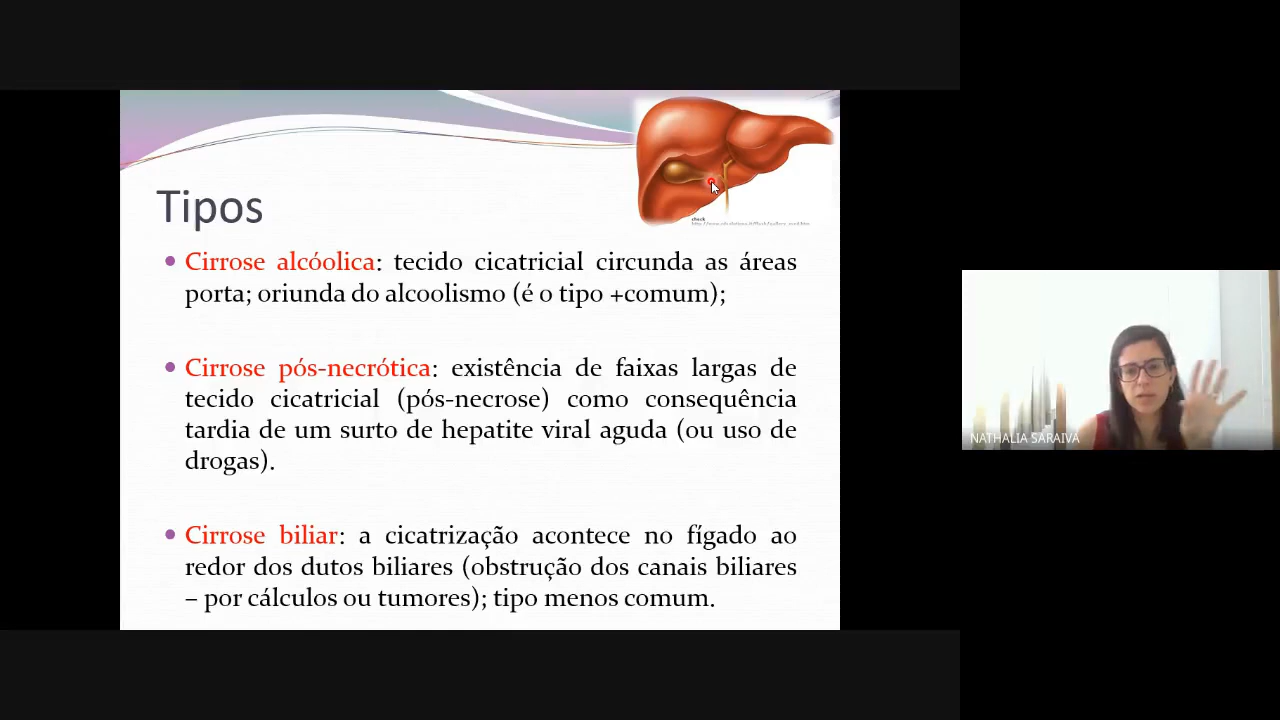 Tipos
• Cirrose alcóolica: tecido cicatricial circunda as áreas
porta; oriunda do alcoolismo (é o tipo +comum);
• Cirrose pós-necrótica: existência de faixas largas de
tecido cicatricial (pós-necrose) como consequência
tardia de um surto de hepatite viral aguda (ou uso de
drogas).
• Cirrose biliar: a cicatrização acontece no fígado ao
redor dos dutos biliares (obstrução dos canais biliares
– por cálculos ou tumores); tipo menos comum.
NATHALIA SARAIVA